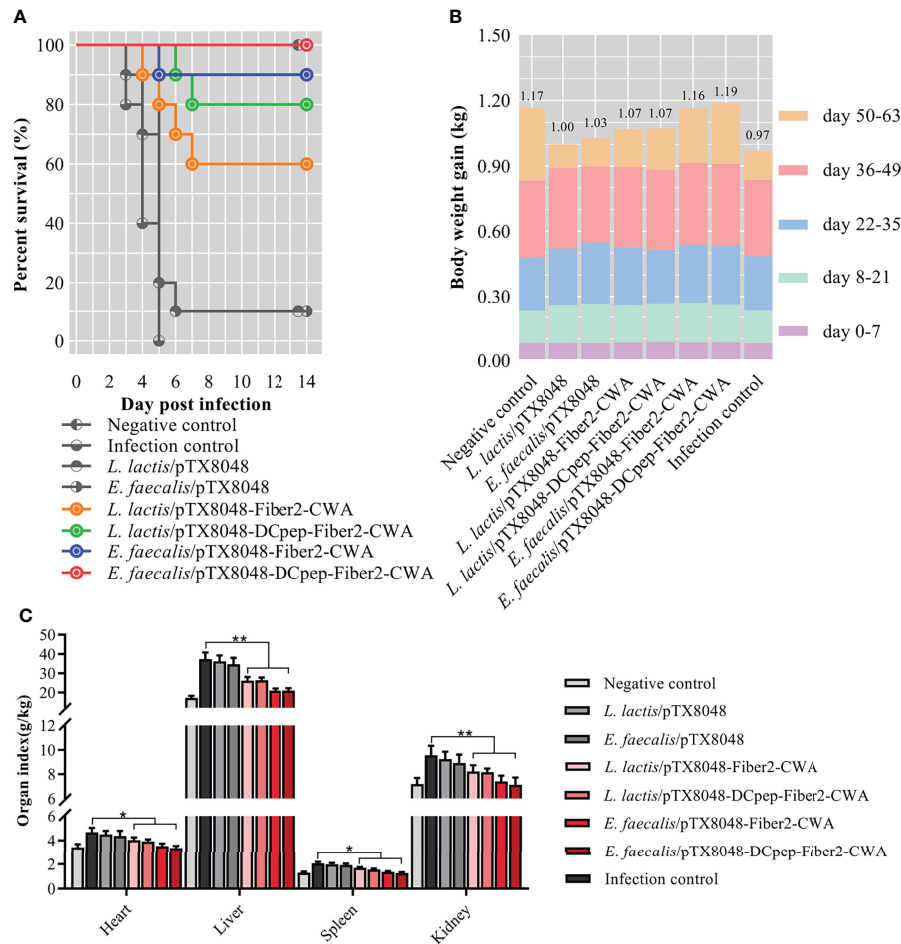 A
Percent survival (%)
100
80
60
40
20
0
0 2 4 6 8 10 12 14
Day post infection
Negative control
Infection control
L. lactis/pTX8048
E. faecalis/pTX8048
L. lactis/pTX8048-Fiber2-CWA
L. lactis/pTX8048-DCpep-Fiber2-CWA
E. faecalis/pTX8048-Fiber2-CWA
E. faecalis/pTX8048-DCpep-Fiber2-CWA
B
Body weight gain (kg)
1.50
1.20
0.90
0.60
0.30
0.00
1.17 1.00 1.03 1.07 1.07 1.16 1.19 0.97
Negative control
L. lactis/pTX8048
E. faecalis/pTX8048
L. lactis/pTX8048-Fiber2-CWA
L. lactis/pTX8048-DCpep-Fiber2-CWA
E. faecalis/pTX8048-Fiber2-CWA
E. faecalis/pTX8048-DCpep-Fiber2-CWA
Infection control
day 50-63
day 36-49
day 22-35
day 8-21
day 0-7
C
Organ index(g/kg)
50
40
30
20
12
10
8
6
6
4
2
0
*
**
*
**
Heart
Liver
Spleen
Kidney
Negative control
L. lactis/pTX8048
E. faecalis/pTX8048
L. lactis/pTX8048-Fiber2-CWA
L. lactis/pTX8048-DCpep-Fiber2-CWA
E. faecalis/pTX8048-Fiber2-CWA
E. faecalis/pTX8048-DCpep-Fiber2-CWA
Infection control